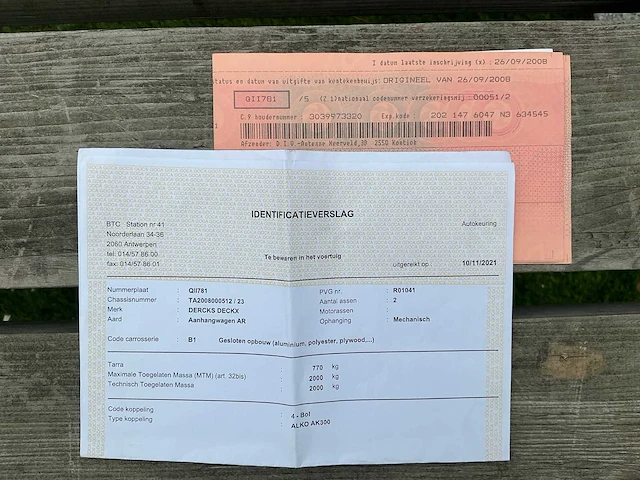 I datum laatste inschrijving (x) : 26/09/2008
status en datum van uitgifte van kentekenbewijs: ORIGINEEL VAN 26/09/2008
QII781 /5 (Z.1)nationaal codenummer verzekeringsmij :00051/2
C.9 houdernummer : 3039973320 Exp.kode : 202 147 6047 N3 634545
Afzender: D.I.V.-Antenne Neerveld,3D 2550 Kontich
IDENTIFICATIEVERSLAG
BTC Station nr 41 Autokeuring
Noorderlaan 34-36
2060 Antwerpen
tel: 014/57 86 00
fax: 014/57 86 01
Te bewaren in het voertuig uitgereikt op : 10/11/2021
Nummerplaat : QII781 PVG nr. : R01041
Chassisnummer : TA2008000512 / 23 Aantal assen : 2
Merk : DERCKS DECKX Motorassen :
Aard : Aanhangwagen AR Ophanging : Mechanisch
Code carrosserie : B1 Gesloten opbouw (aluminium, polyester, plywood,...)
Tarra : 770 kg
Maximale Toegelaten Massa (MTM) (art. 32bis) : 2000 kg
Technisch Toegelaten Massa : 2000 kg
Code koppeling : 4 - Bol
Type koppeling : ALKO AK300